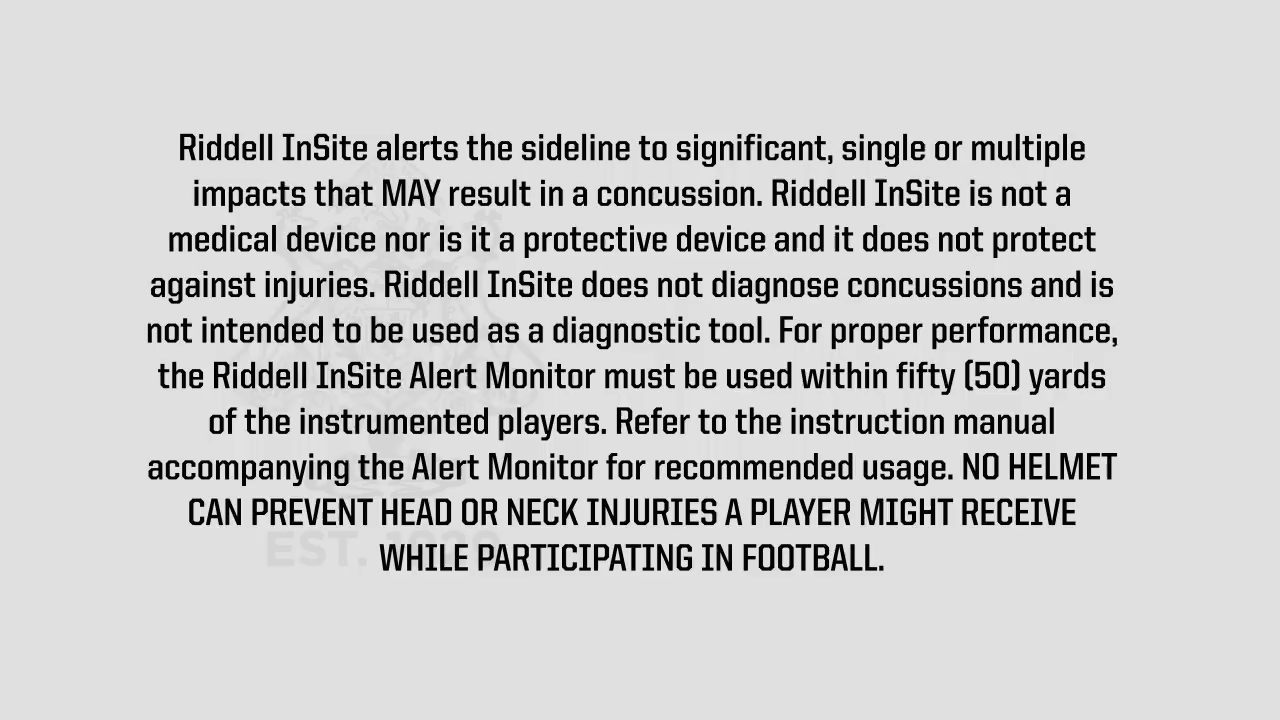 Riddell InSite alerts the sideline to significant, single or multiple
impacts that MAY result in a concussion. Riddell InSite is not a
medical device nor is it a protective device and it does not protect
against injuries. Riddell InSite does not diagnose concussions and is
not intended to be used as a diagnostic tool. For proper performance,
the Riddell InSite Alert Monitor must be used within fifty (50) yards
of the instrumented players. Refer to the instruction manual
accompanying the Alert Monitor for recommended usage. NO HELMET
CAN PREVENT HEAD OR NECK INJURIES A PLAYER MIGHT RECEIVE
WHILE PARTICIPATING IN FOOTBALL.
EST.